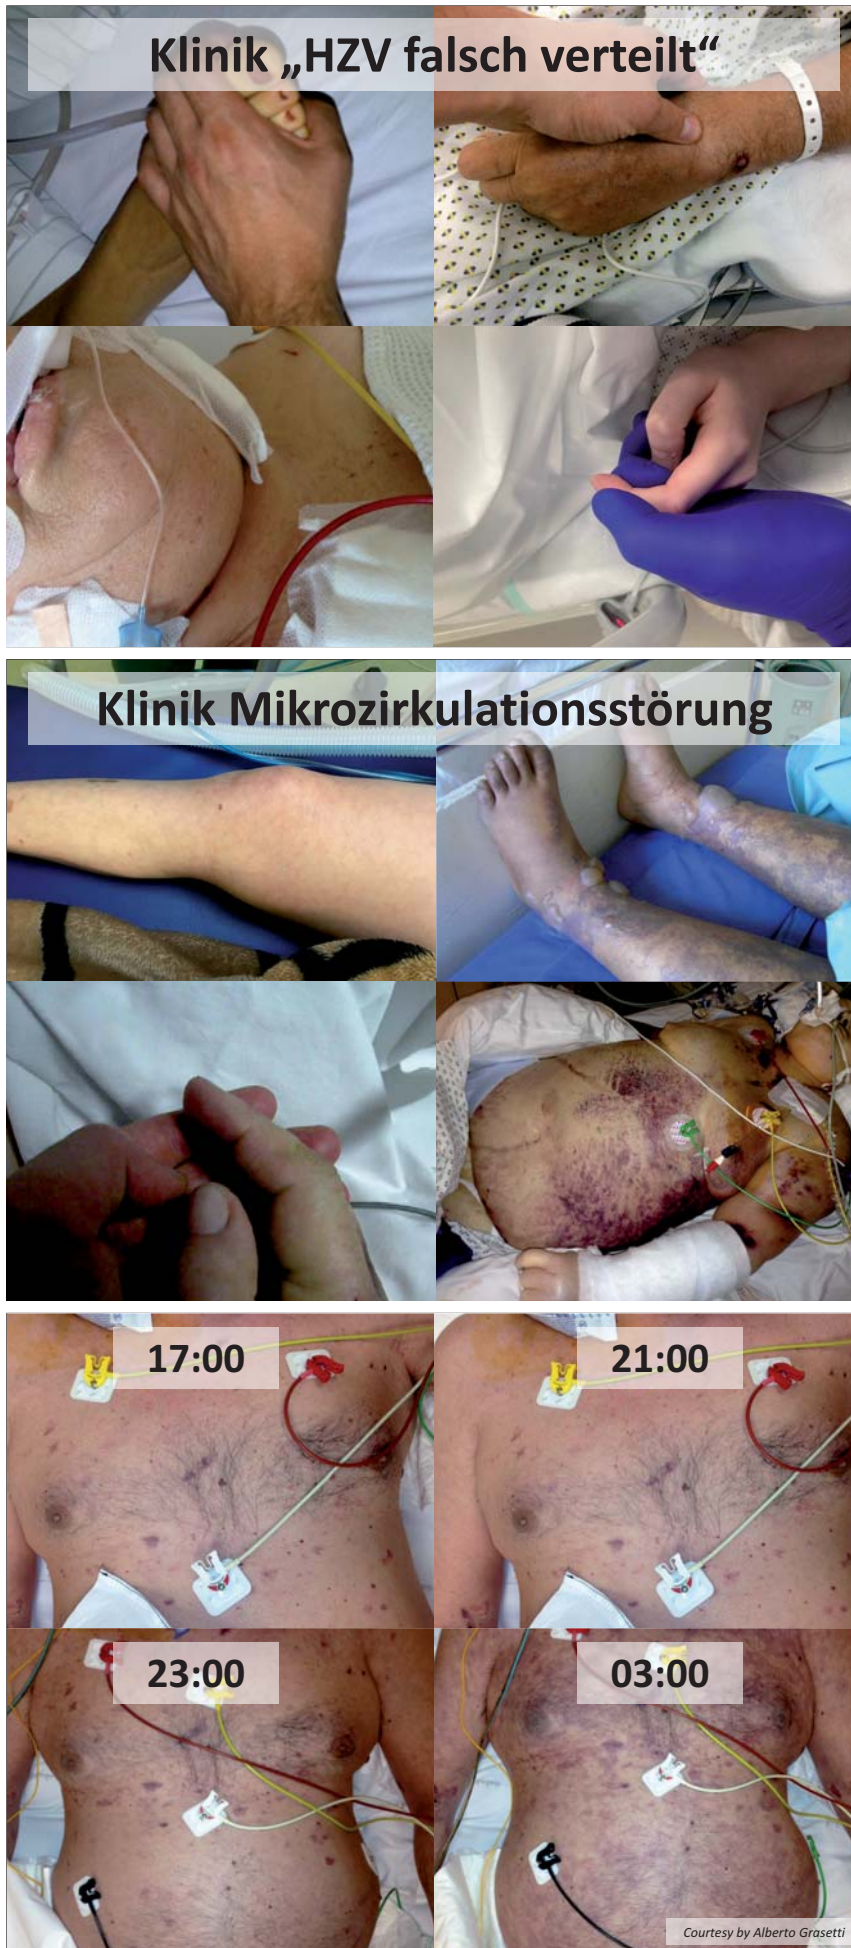 Klinik „HZV falsch verteilt“
Klinik Mikrozirkulationsstörung
17:00
21:00
23:00
03:00
Courtesy by Alberto Grasetti